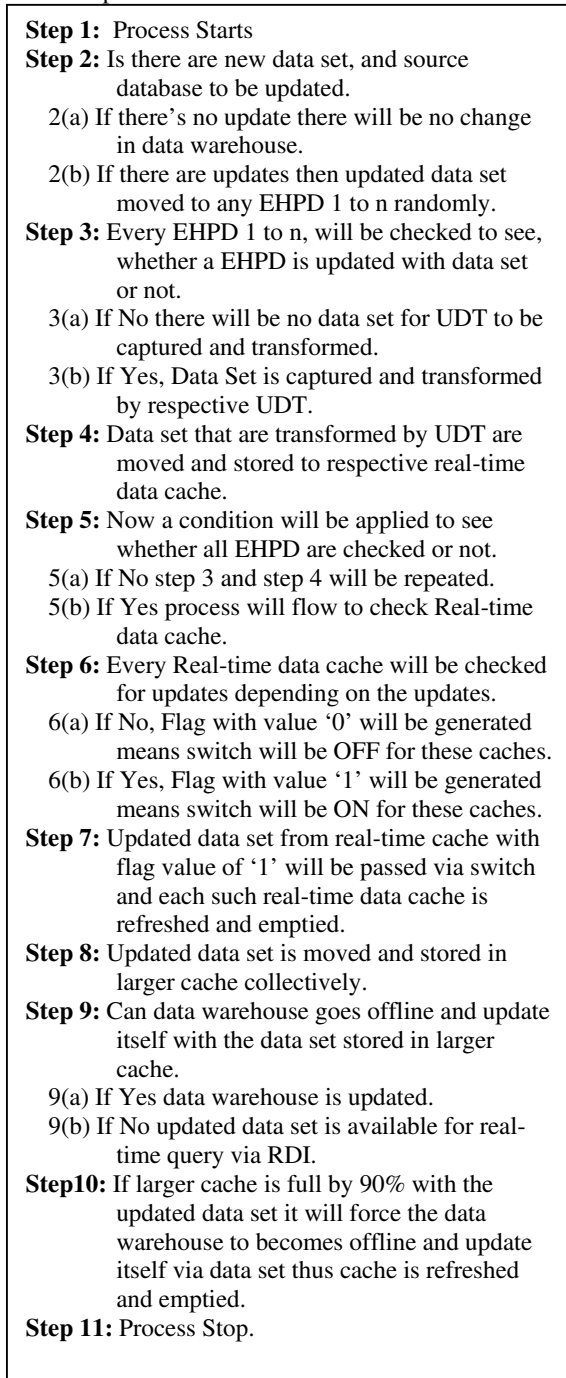 Step 1: Process Starts
Step 2: Is there are new data set, and source
database to be updated.
2(a) If there's no update there will be no change
in data warehouse.
2(b) If there are updates then updated data set
moved to any EHPD 1 to n randomly.
Step 3: Every EHPD 1 to n, will be checked to see,
whether a EHPD is updated with data set
or not.
3(a) If No there will be no data set for UDT to be
captured and transformed.
3(b) If Yes, Data Set is captured and transformed
by respective UDT.
Step 4: Data set that are transformed by UDT are
moved and stored to respective real-time
data cache.
Step 5: Now a condition will be applied to see
whether all EHPD are checked or not.
5(a) If No step 3 and step 4 will be repeated.
5(b) If Yes process will flow to check Real-time
data cache.
Step 6: Every Real-time data cache will be checked
for updates depending on the updates.
6(a) If No, Flag with value ‘0’ will be generated
means switch will be OFF for these caches.
6(b) If Yes, Flag with value ‘1’ will be generated
means switch will be ON for these caches.
Step 7: Updated data set from real-time cache with
flag value of ‘1’ will be passed via switch
and each such real-time data cache is
refreshed and emptied.
Step 8: Updated data set is moved and stored in
larger cache collectively.
Step 9: Can data warehouse goes offline and update
itself with the data set stored in larger
cache.
9(a) If Yes data warehouse is updated.
9(b) If No updated data set is available for real-
time query via RDI.
Step10: If larger cache is full by 90% with the
updated data set it will force the data
warehouse to becomes offline and update
itself via data set thus cache is refreshed
and emptied.
Step 11: Process Stop.